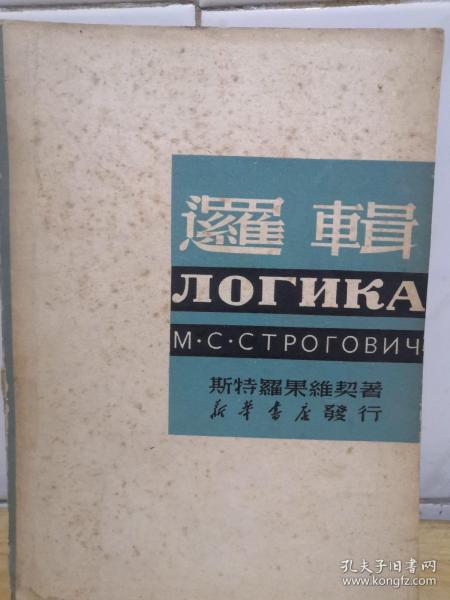 邏輯
ЛОГИКА
М·С·СТРОГОВИЧ
斯特羅果維契著
新华書店發行
孔夫子旧书网
www.kongfz.com